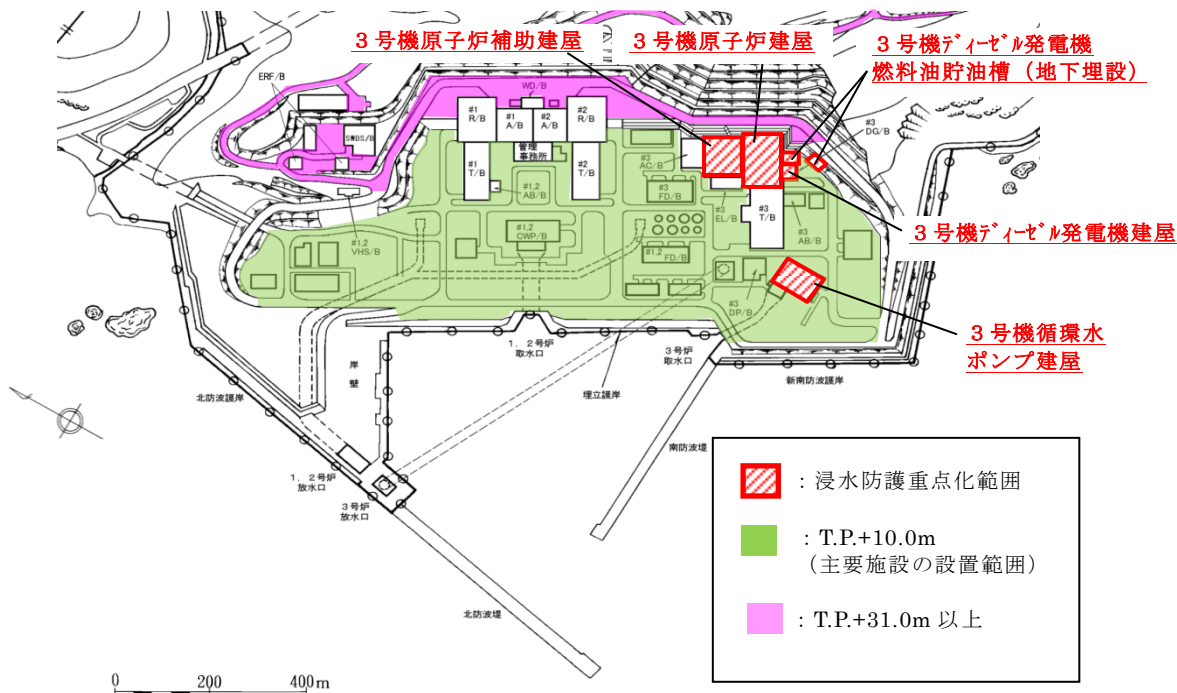 3号機原子炉補助建屋
3号機原子炉建屋
3号機ディーゼル発電機
燃料油貯油槽（地下埋設）
ERF/B
WD/B
#1
R/B
#1
A/B
#2
A/B
#2
R/B
SWDS/B
#3
DG/B
管理
事務所
#1
T/B
#2
T/B
#3
AC/B
#1,2
AB/B
#3
FD/B
#3
EL/B
#3
T/B
#3
AB/B
3号機ディーゼル発電機建屋
#1,2
VHS/B
#1,2
CWP/B
#1,2 FD/B
#3
DP/B
3号機循環水
ポンプ建屋
1，2号炉
取水口
3号炉
取水口
岸壁
埋立護岸
新南防波護岸
北防波護岸
南防波堤
1，2号炉
放水口
3号炉
放水口
北防波堤
：浸水防護重点化範囲
：T.P.+10.0m
（主要施設の設置範囲）
：T.P.+31.0m 以上
0 200 400m